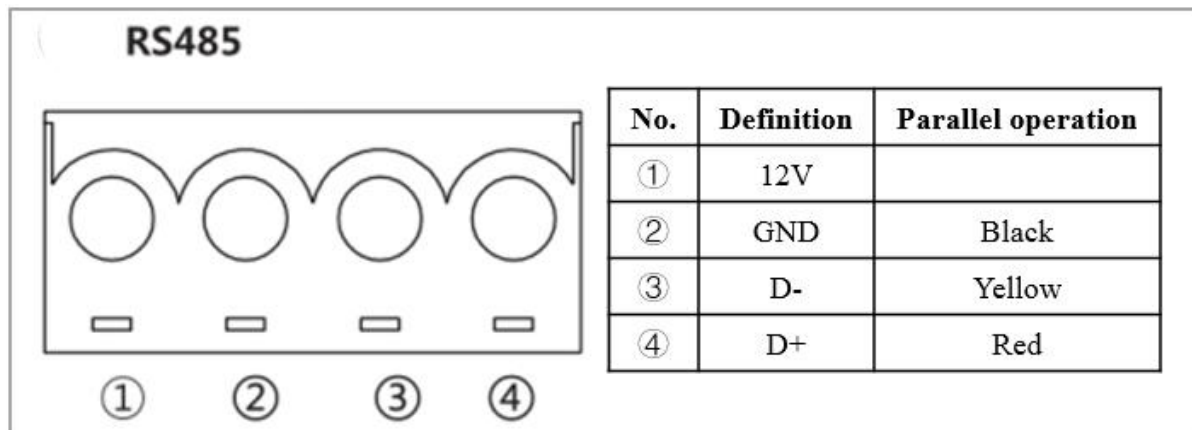 RS485
No. Definition Parallel operation
① 12V
② GND Black
③ D- Yellow
④ D+ Red
① ② ③ ④